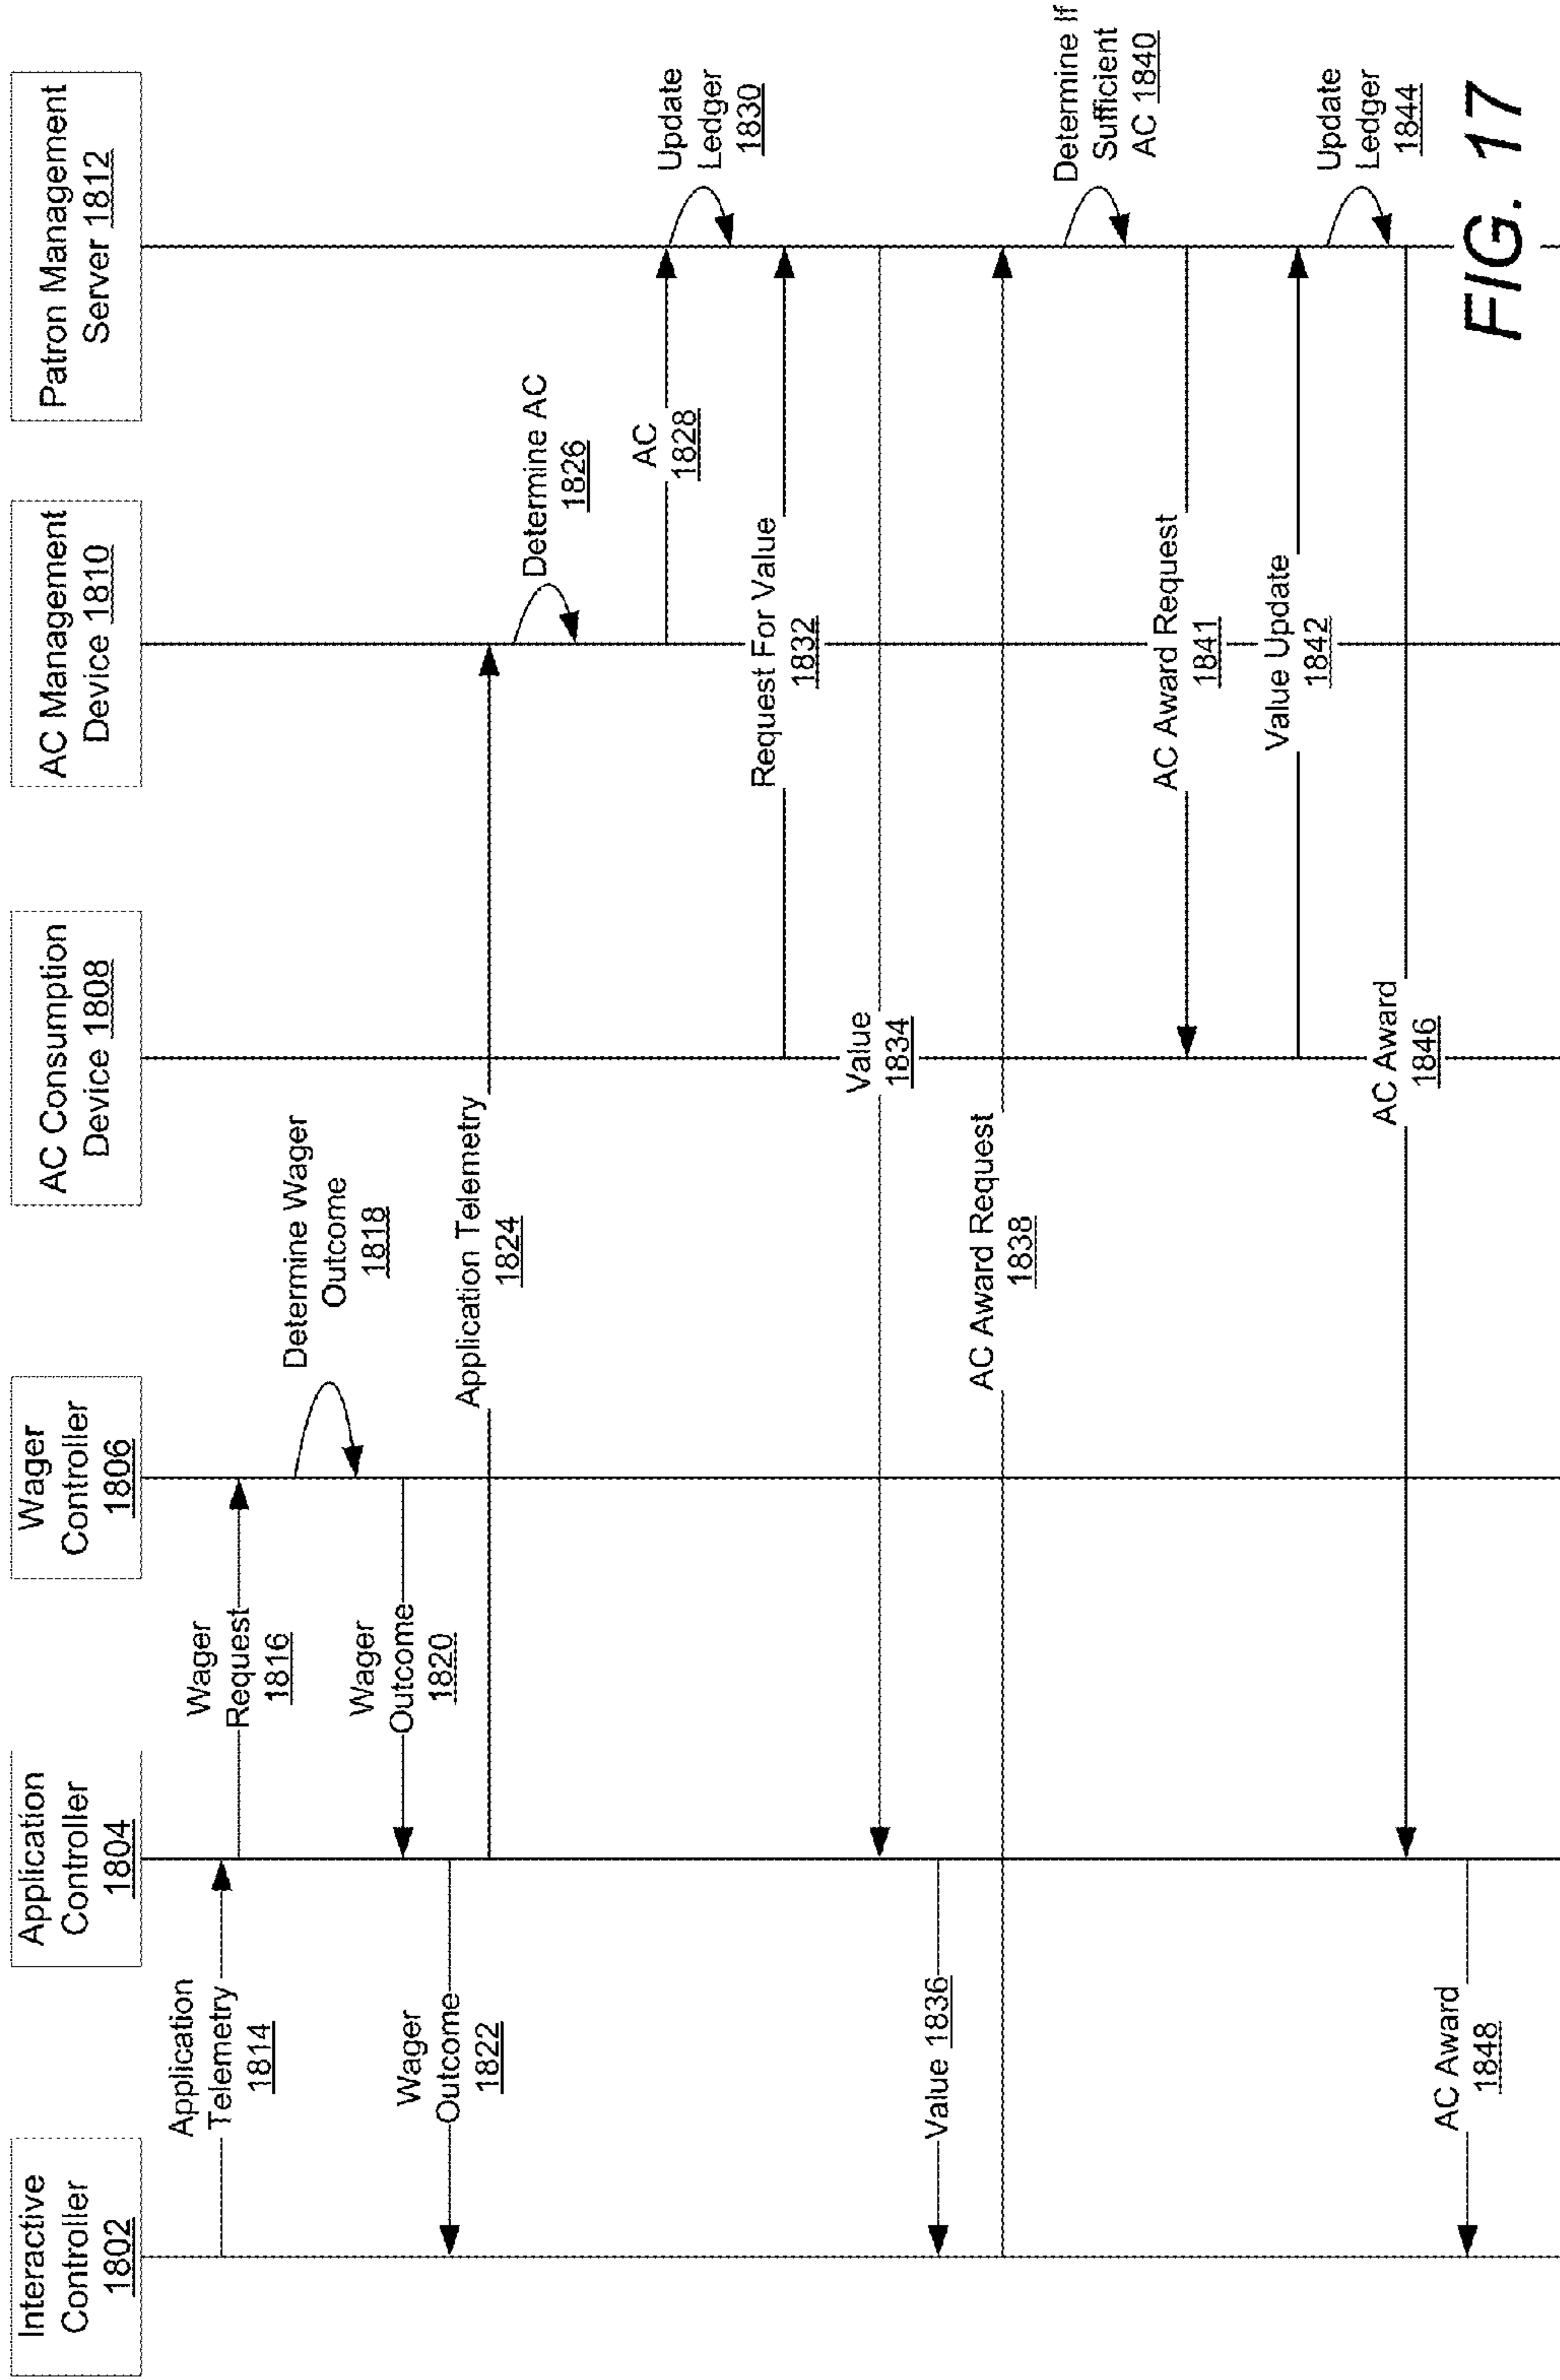 Interactive
Controller
1802
Application
Controller
1804
Wager
Controller
1806
AC Consumption
Device 1808
AC Management
Device 1810
Patron Management
Server 1812
Application
Telemetry
1814
Wager
Request
1816
Determine Wager
Outcome
1818
Wager
Outcome
1820
Wager
Outcome
1822
Application Telemetry
1824
Determine AC
1826
AC
1828
Update
Ledger
1830
Request For Value
1832
Value
1834
Value 1836
AC Award Request
1838
Determine If
Sufficient
AC 1840
AC Award Request
1841
Value Update
1842
Update
Ledger
1844
AC Award
1846
AC Award
1848
FIG. 17